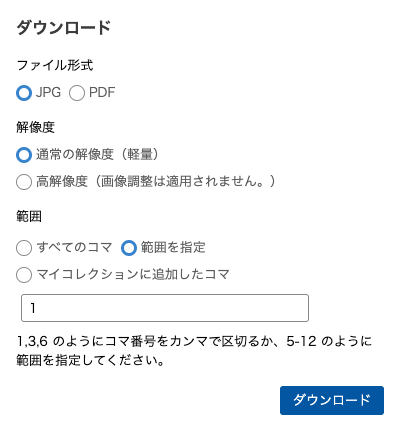 ダウンロード
ファイル形式
JPG PDF
解像度
通常の解像度（軽量）
高解像度（画像調整は適用されません。）
範囲
すべてのコマ 範囲を指定
マイコレクションに追加したコマ
1
1,3,6 のようにコマ番号をカンマで区切るか、5-12 のように
範囲を指定してください。
ダウンロード